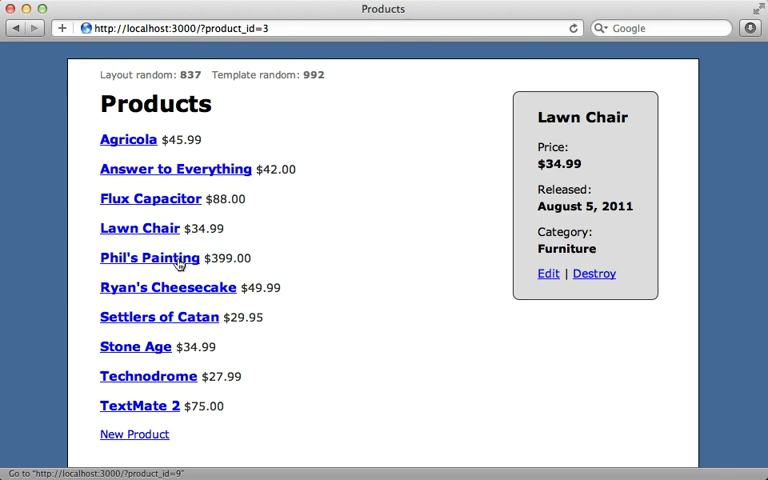 Products
http://localhost:3000/?product_id=3
Google
Layout random: 837 Template random: 992
Products
Agricola $45.99
Answer to Everything $42.00
Flux Capacitor $88.00
Lawn Chair $34.99
Phil's Painting $399.00
Ryan's Cheesecake $49.99
Settlers of Catan $29.95
Stone Age $34.99
Technodrome $27.99
TextMate 2 $75.00
New Product
Lawn Chair
Price:
$34.99
Released:
August 5, 2011
Category:
Furniture
Edit | Destroy
Go to "http://localhost:3000/?product_id=9"